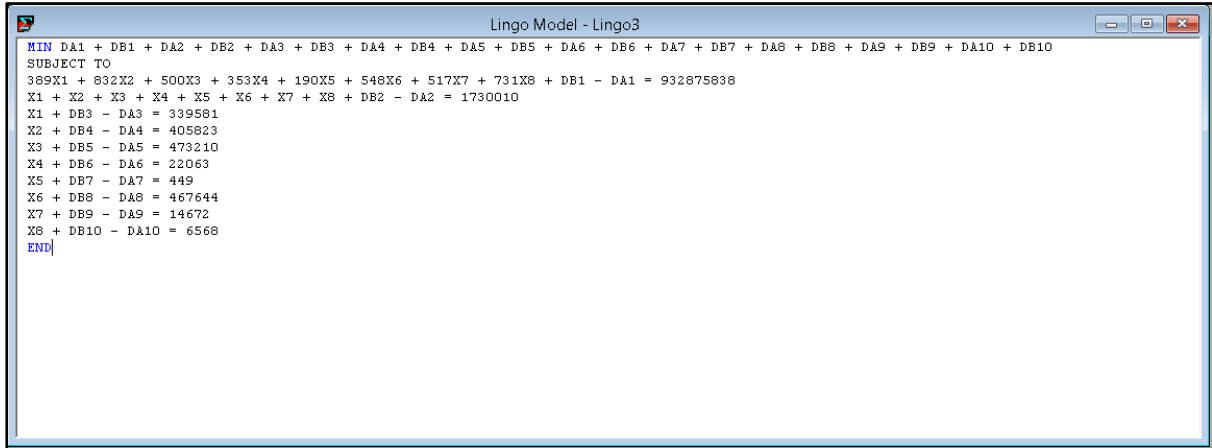 Lingo Model - Lingo3
MIN DA1 + DB1 + DA2 + DB2 + DA3 + DB3 + DA4 + DB4 + DA5 + DB5 + DA6 + DB6 + DA7 + DB7 + DA8 + DB8 + DA9 + DB9 + DA10 + DB10
SUBJECT TO
389X1 + 832X2 + 500X3 + 353X4 + 190X5 + 548X6 + 517X7 + 731X8 + DB1 - DA1 = 932875838
X1 + X2 + X3 + X4 + X5 + X6 + X7 + X8 + DB2 - DA2 = 1730010
X1 + DB3 - DA3 = 339581
X2 + DB4 - DA4 = 405823
X3 + DB5 - DA5 = 473210
X4 + DB6 - DA6 = 22063
X5 + DB7 - DA7 = 449
X6 + DB8 - DA8 = 467644
X7 + DB9 - DA9 = 14672
X8 + DB10 - DA10 = 6568
END